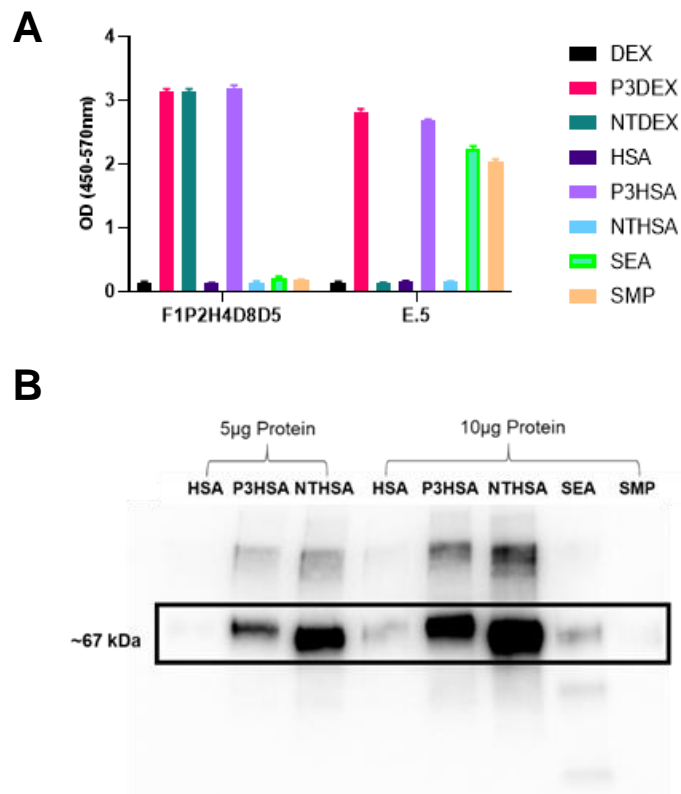 A
OD (450-570nm)
4
3
2
1
0
F1P2H4D8D5 E.5
DEX
P3DEX
NTDEX
HSA
P3HSA
NTHSA
SEA
SMP
B
5µg Protein 10µg Protein
HSA P3HSA NTHSA HSA P3HSA NTHSA SEA SMP
~67 kDa